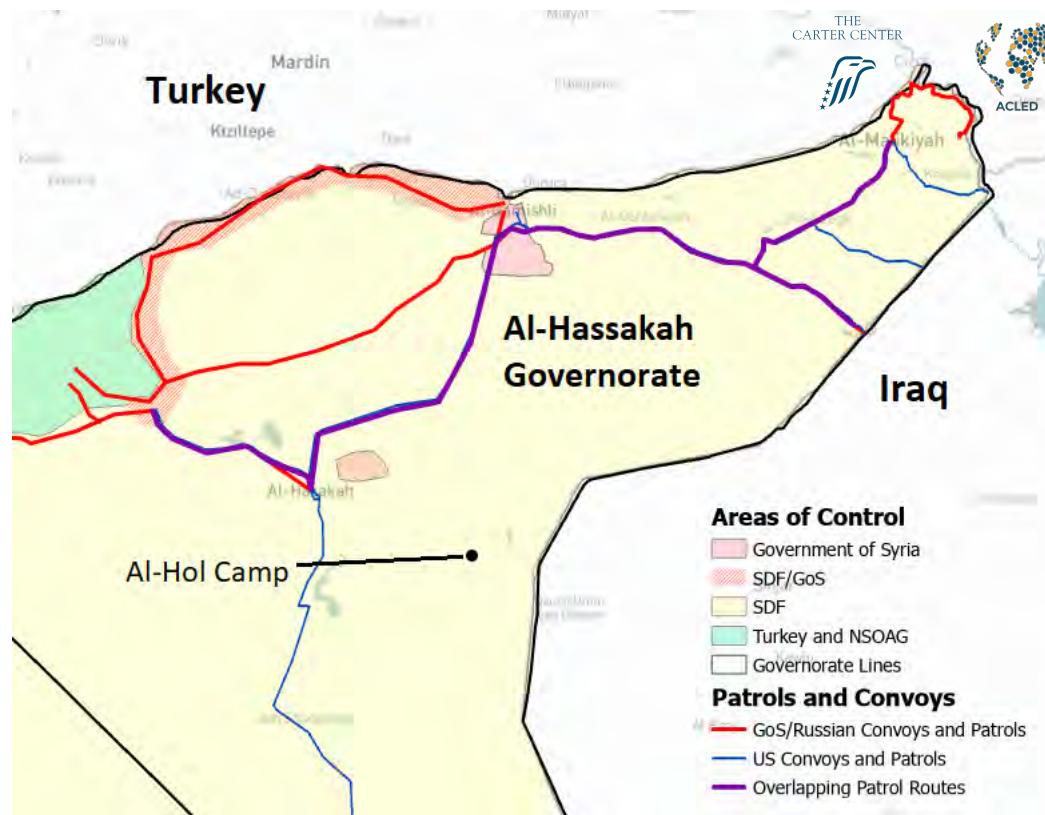 THE
CARTER CENTER
ACLED
Mardin
Turkey
Kiziltepe
Al-Malikiyah
Al-Hassakah
Governorate
Iraq
Al-Hasakah
Al-Hol Camp
Areas of Control
Government of Syria
SDF/GoS
SDF
Turkey and NSOAG
Governorate Lines
Patrols and Convoys
GoS/Russian Convoys and Patrols
US Convoys and Patrols
Overlapping Patrol Routes